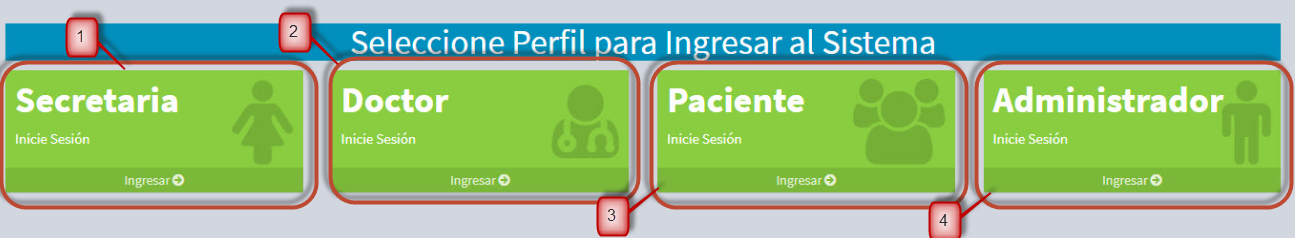 1
2
Seleccione Perfil para Ingresar al Sistema
Secretaria
Inicie Sesión
Ingresar
Doctor
Inicie Sesión
Ingresar
Paciente
Inicie Sesión
Ingresar
Administrador
Inicie Sesión
Ingresar
3
4